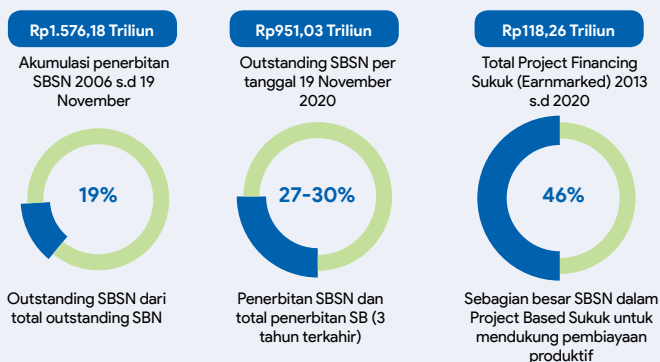 Rp1.576,18 Triliun
Akumulasi penerbitan
SBSN 2006 s.d 19
November
19%
Outstanding SBSN dari
total outstanding SBN
Rp951,03 Triliun
Outstanding SBSN per
tanggal 19 November
2020
27-30%
Penerbitan SBSN dan
total penerbitan SB (3
tahun terkahir)
Rp118,26 Triliun
Total Project Financing
Sukuk (Earnmarked) 2013
s.d 2020
46%
Sebagian besar SBSN dalam
Project Based Sukuk untuk
mendukung pembiayaan
produktif